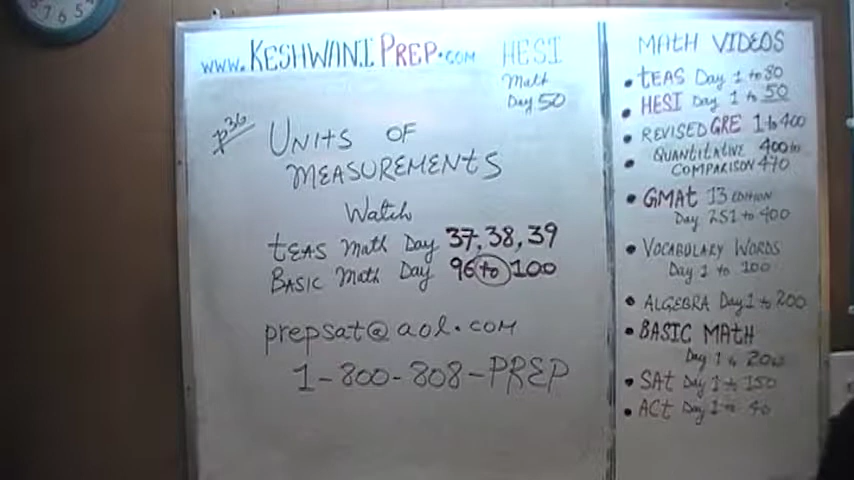 7 6 5
www.KESHWANIPREP.com
HESI
Math
Day 50
p36
UNITS OF
MEASUREMENTS
Watch
TEAS Math Day 37, 38, 39
BASIC Math Day 96 to 100
prepsat@aol.com
1-800-808-PREP
MATH VIDEOS
• TEAS Day 1 to 80
• HESI Day 1 to 50
• REVISED GRE 1 to 400
• QUANTITATIVE 400 to
COMPARISON 470
• GMAT 13 EDITION
Day 251 to 400
• VOCABULARY WORDS
Day 1 to 100
• ALGEBRA Day 1 to 200
• BASIC MATH
Day 1 to 200
• SAT Day 1 to 150
• ACT Day 1 to 40